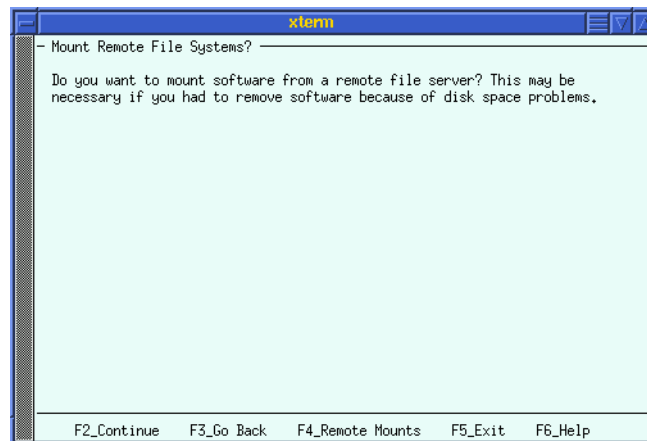 xterm
Mount Remote File Systems?
Do you want to mount software from a remote file server? This may be
necessary if you had to remove software because of disk space problems.
F2_Continue F3_Go Back F4_Remote Mounts F5_Exit F6_Help